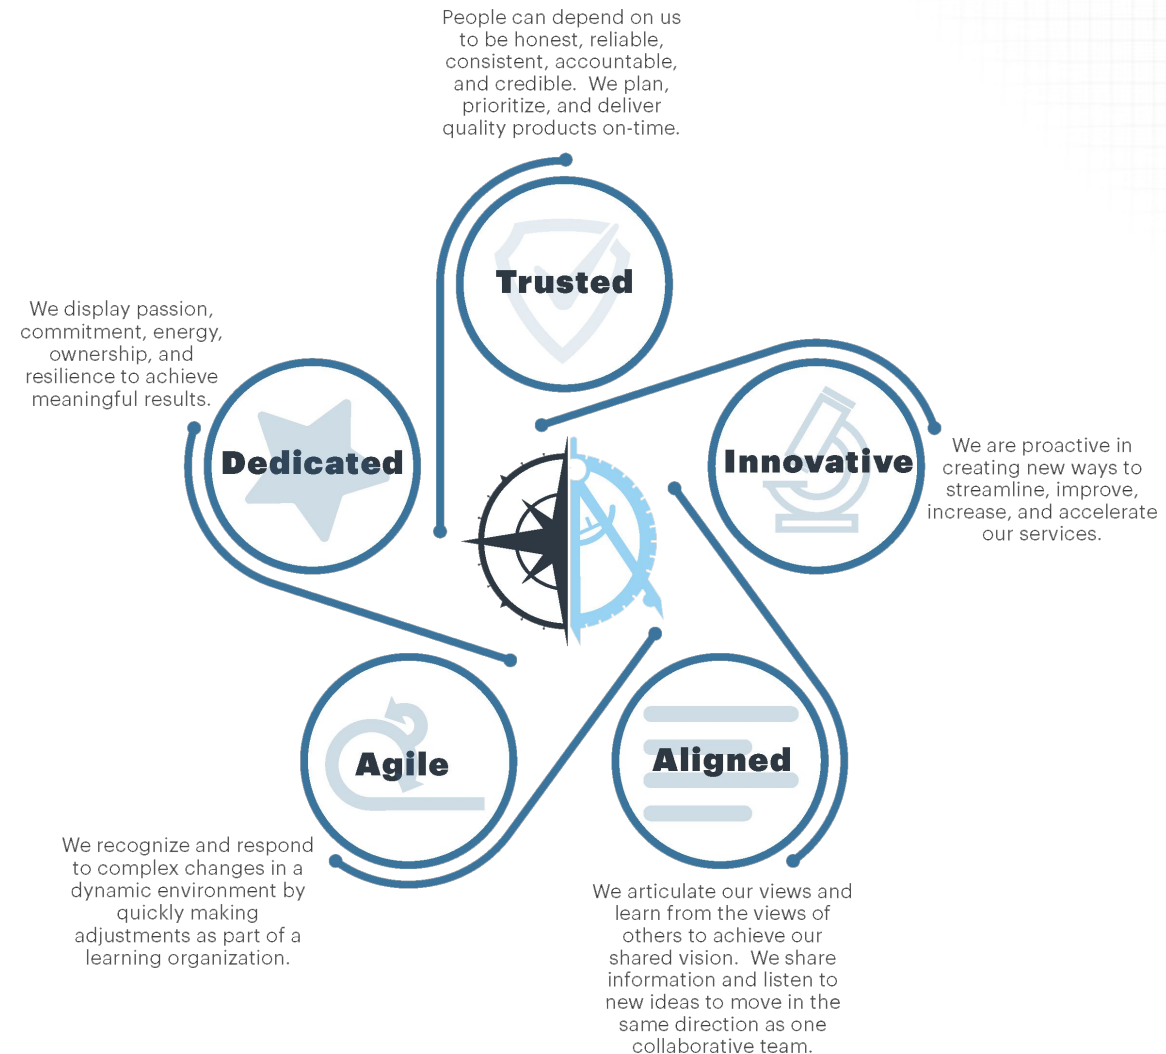 People can depend on us
to be honest, reliable,
consistent, accountable,
and credible.  We plan,
prioritize, and deliver
quality products on-time.
Trusted
We display passion,
commitment, energy,
ownership, and
resilience to achieve
meaningful results.
Dedicated
Innovative
We are proactive in
creating new ways to
streamline, improve,
increase, and accelerate
our services.
Agile
We recognize and respond
to complex changes in a
dynamic environment by
quickly making
adjustments as part of a
learning organization.
Aligned
We articulate our views and
learn from the views of
others to achieve our
shared vision.  We share
information and listen to
new ideas to move in the
same direction as one
collaborative team.